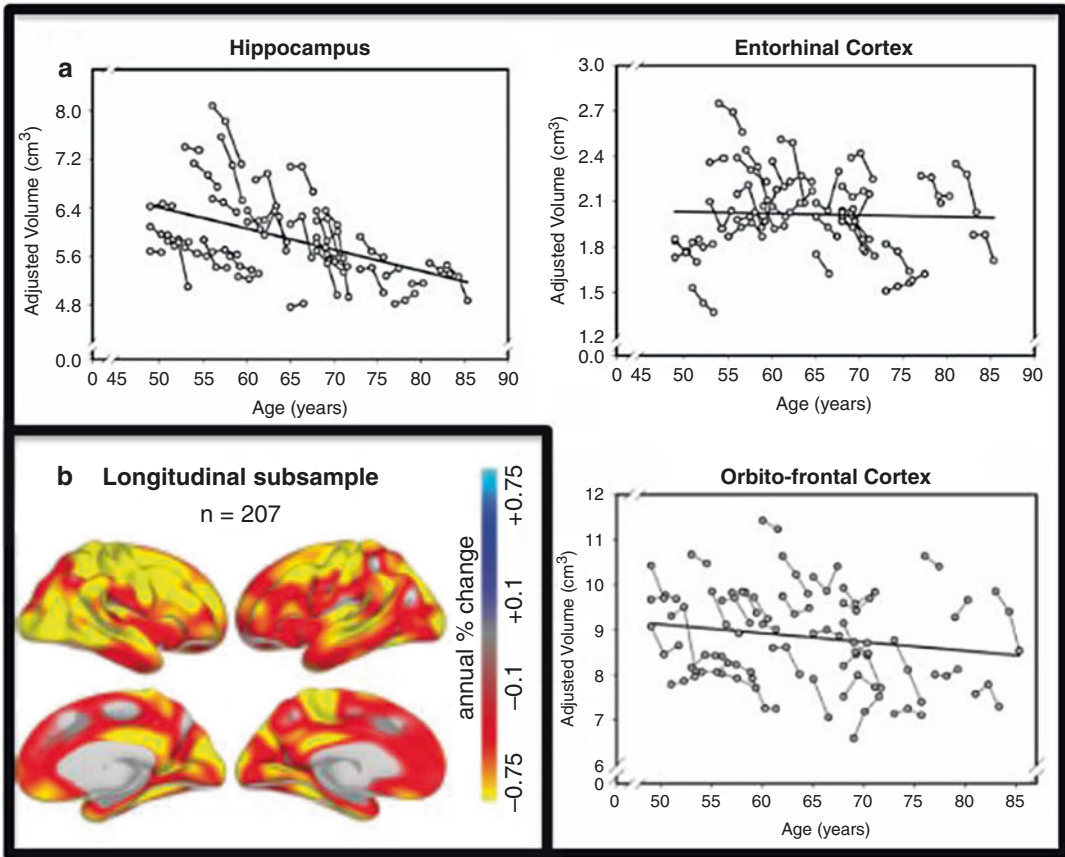 a
Hippocampus
Adjusted Volume (cm³)
8.0
7.2
6.4
5.6
4.8
0.0
0 45 50 55 60 65 70 75 80 85 90
Age (years)
Entorhinal Cortex
Adjusted Volume (cm³)
3.0
2.7
2.4
2.1
1.8
1.5
1.2
0.0
0 45 50 55 60 65 70 75 80 85 90
Age (years)
b Longitudinal subsample
n = 207
annual % change
+0.75
+0.1
−0.1
−0.75
Orbito-frontal Cortex
Adjusted Volume (cm³)
12
11
10
9
8
7
6
0
0 50 55 60 65 70 75 80 85
Age (years)